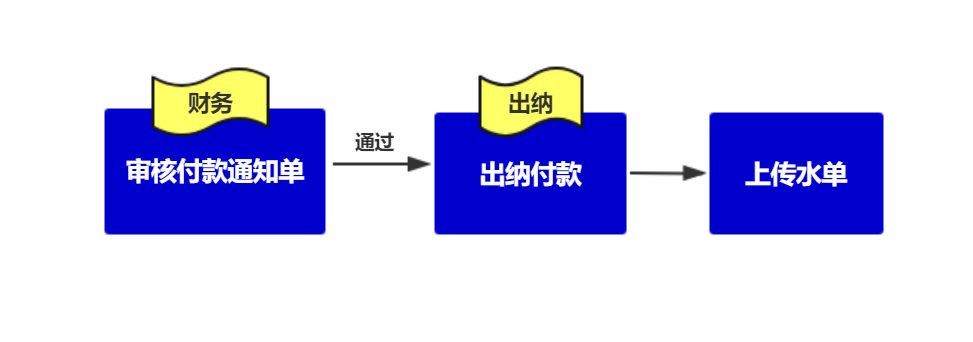 财务
审核付款通知单
通过
出纳
出纳付款
上传水单